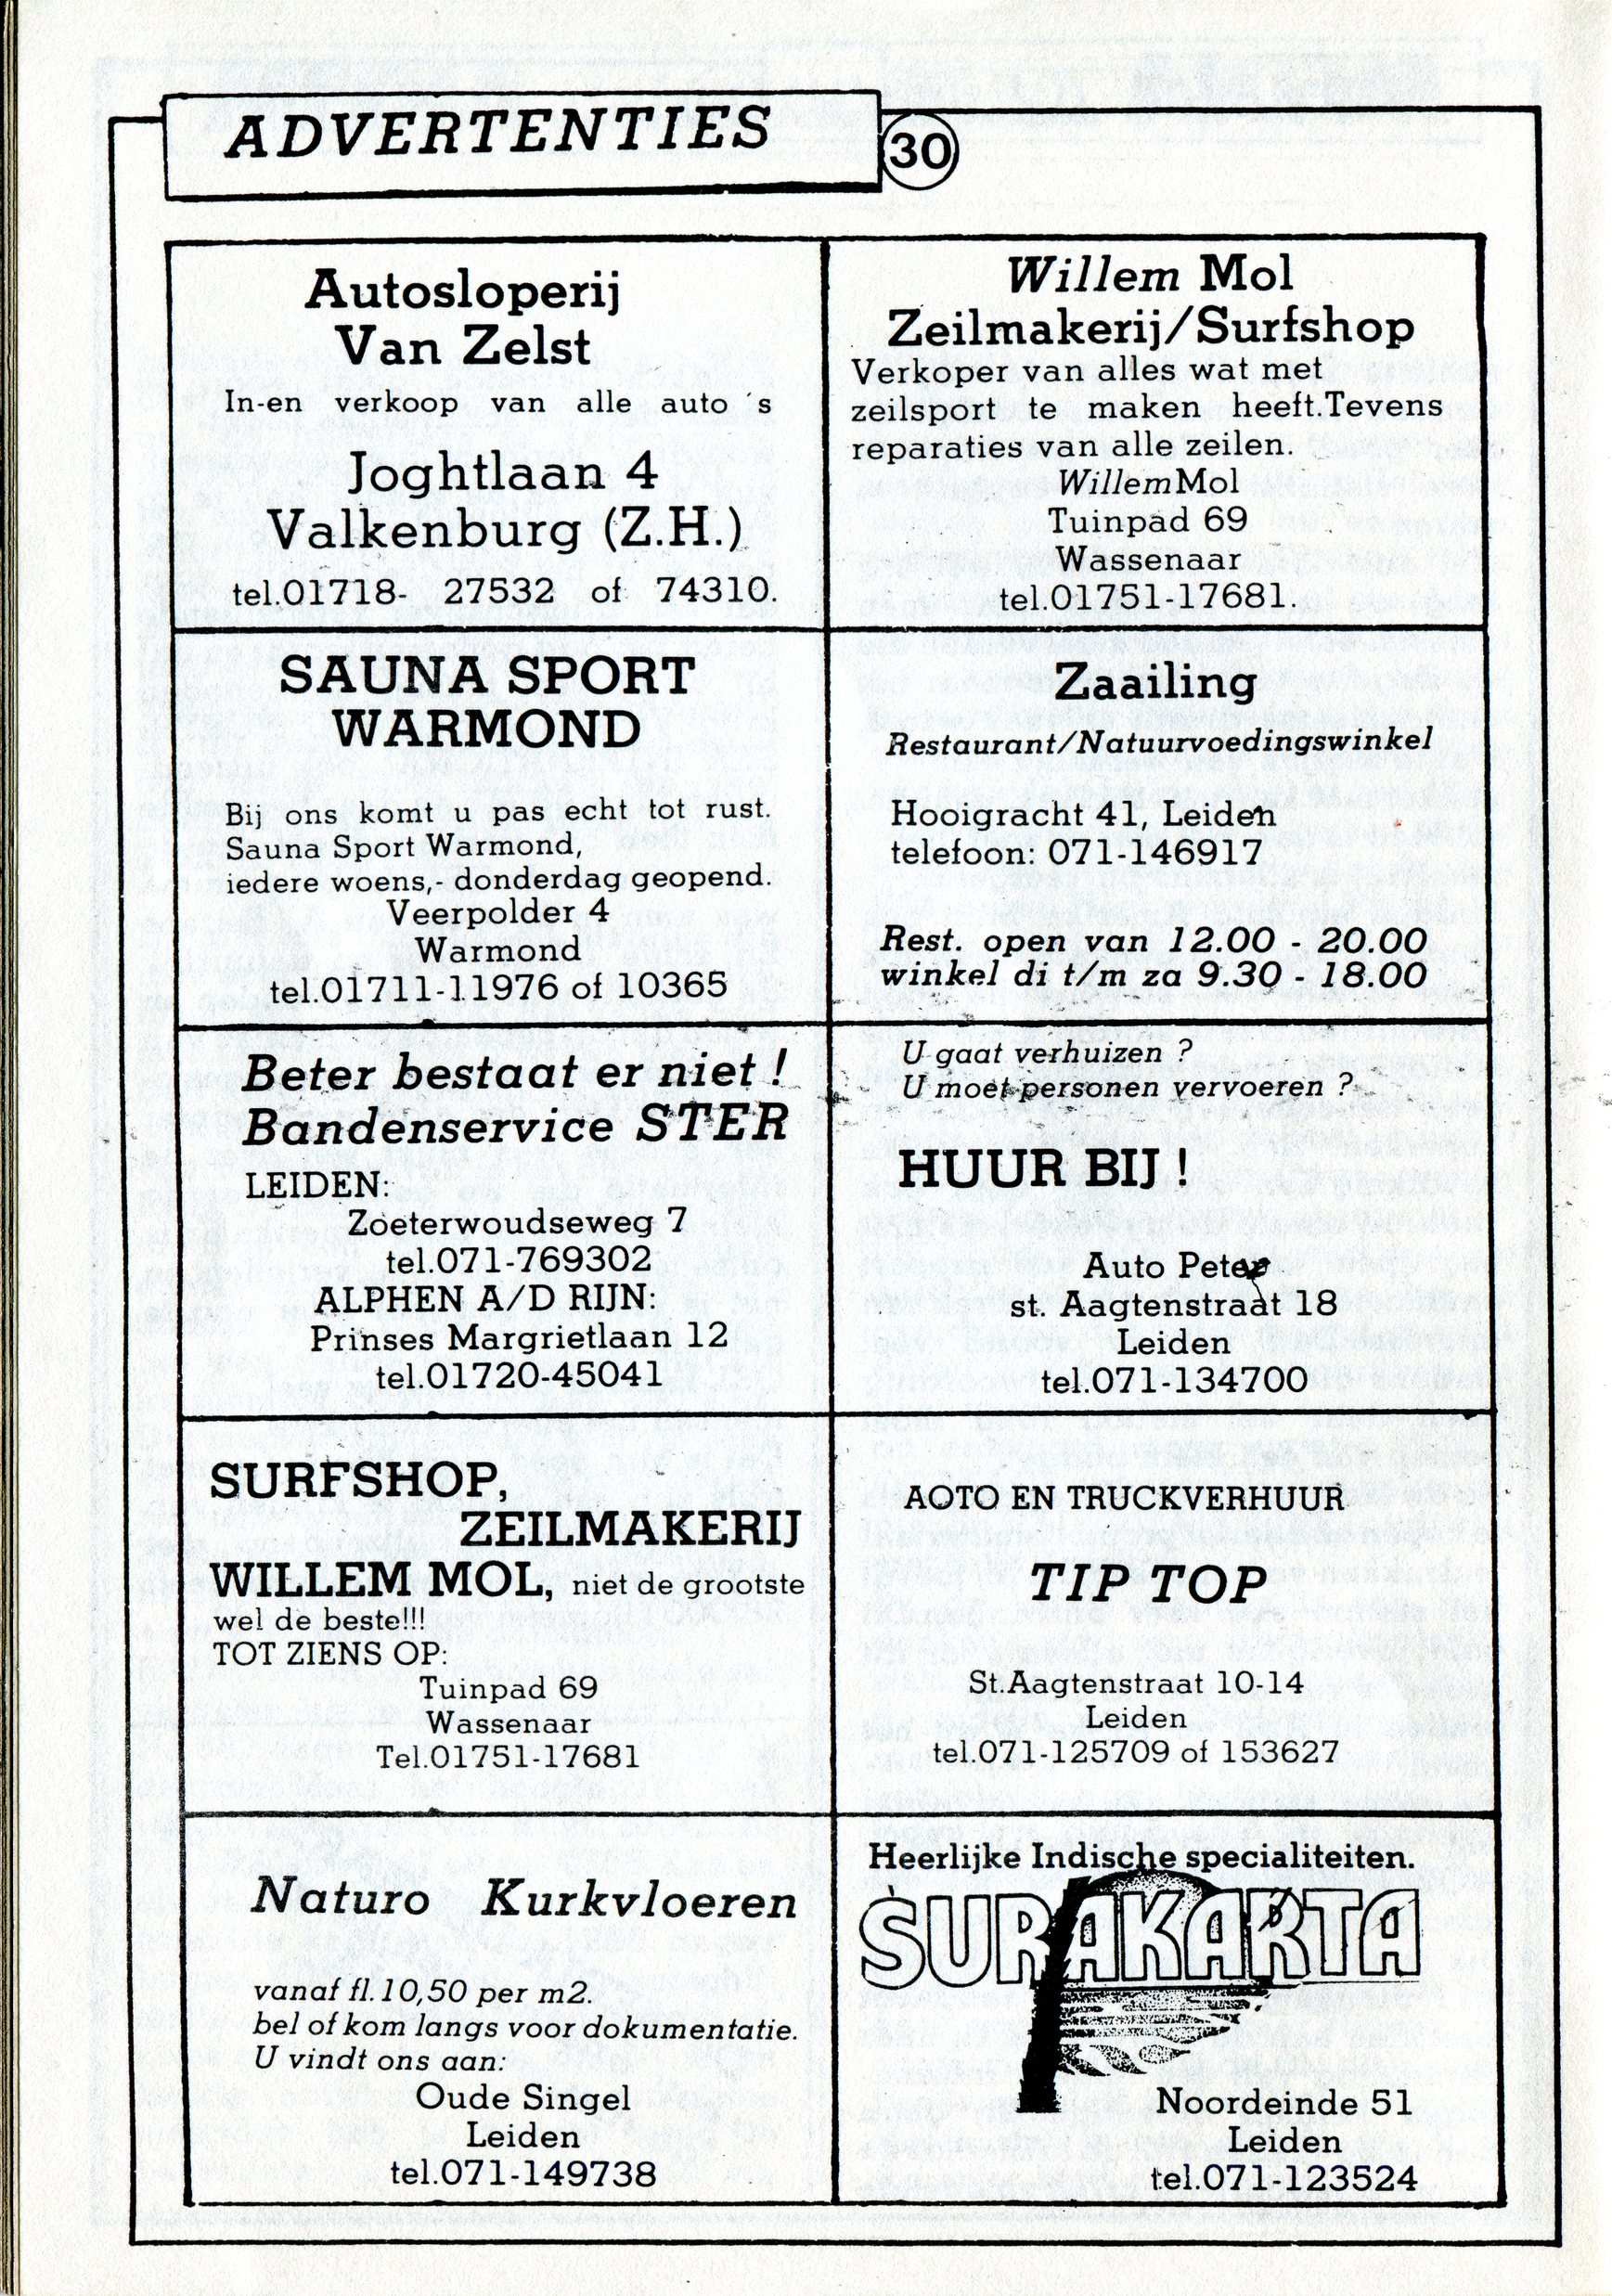 ADVERTENTIES
30
Autosloperij
Van Zelst
In-en verkoop van alle auto 's
Joghtlaan 4
Valkenburg (Z.H.)
tel.01718- 27532 of 74310.
Willem Mol
Zeilmakerij/Surfshop
Verkoper van alles wat met
zeilsport te maken heeft.Tevens
reparaties van alle zeilen.
WillemMol
Tuinpad 69
Wassenaar
tel.01751-17681.
SAUNA SPORT
WARMOND
Bij ons komt u pas echt tot rust.
Sauna Sport Warmond,
iedere woens,- donderdag geopend.
Veerpolder 4
Warmond
tel.01711-11976 of 10365
Zaailing
Restaurant/Natuurvoedingswinkel
Hooigracht 41, Leiden
telefoon: 071-146917
Rest. open van 12.00 - 20.00
winkel di t/m za 9.30 - 18.00
Beter bestaat er niet !
Bandenservice STER
LEIDEN:
Zoeterwoudseweg 7
tel.071-769302
ALPHEN A/D RIJN:
Prinses Margrietlaan 12
tel.01720-45041
U gaat verhuizen ?
U moet personen vervoeren ?
HUUR BIJ !
Auto Peter
st. Aagtenstraat 18
Leiden
tel.071-134700
SURFSHOP,
ZEILMAKERIJ
WILLEM MOL, niet de grootste
wel de beste!!!
TOT ZIENS OP:
Tuinpad 69
Wassenaar
Tel.01751-17681
AOTO EN TRUCKVERHUUR
TIP TOP
St.Aagtenstraat 10-14
Leiden
tel.071-125709 of 153627
Naturo Kurkvloeren
vanaf fl.10,50 per m2.
bel of kom langs voor dokumentatie.
U vindt ons aan:
Oude Singel
Leiden
tel.071-149738
Heerlijke Indische specialiteiten.
SURAKARTA
Noordeinde 51
Leiden
tel.071-123524